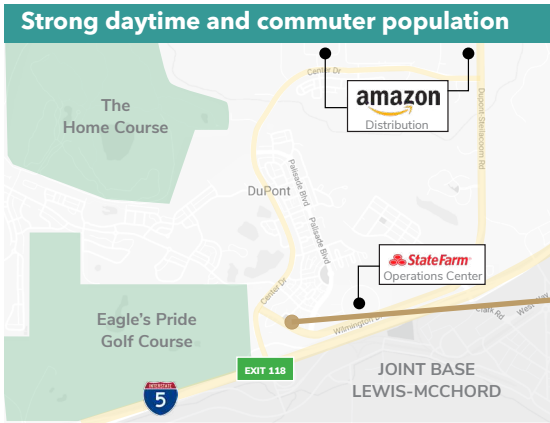 Strong daytime and commuter population
Center Dr
amazon
Distribution
The
Home Course
Dupont-Steilacoom Rd
DuPont
Palisade Blvd
Palisade Blvd
StateFarm
Operations Center
Center Dr
Clark Rd
West Way
Wilmington
Eagle's Pride
Golf Course
EXIT 118
JOINT BASE
LEWIS-MCCHORD
INTERSTATE
5